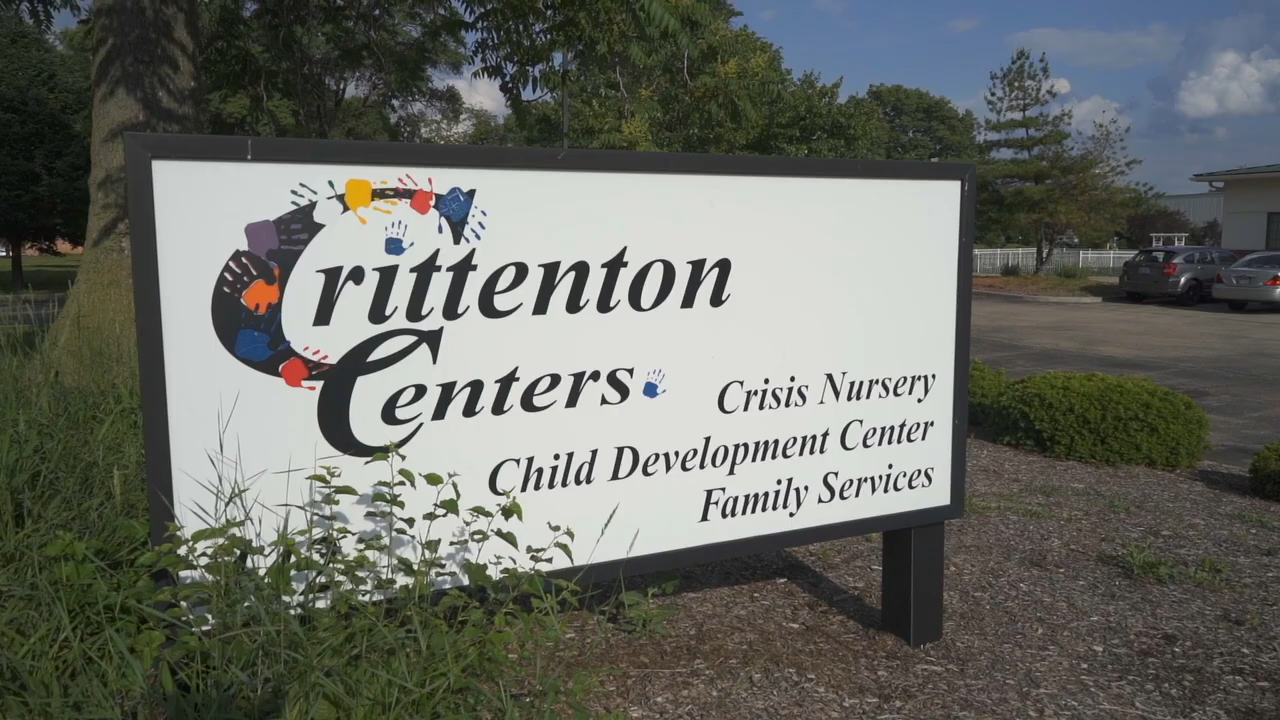 Crittenton
Centers
Crisis Nursery
Child Development Center
Family Services